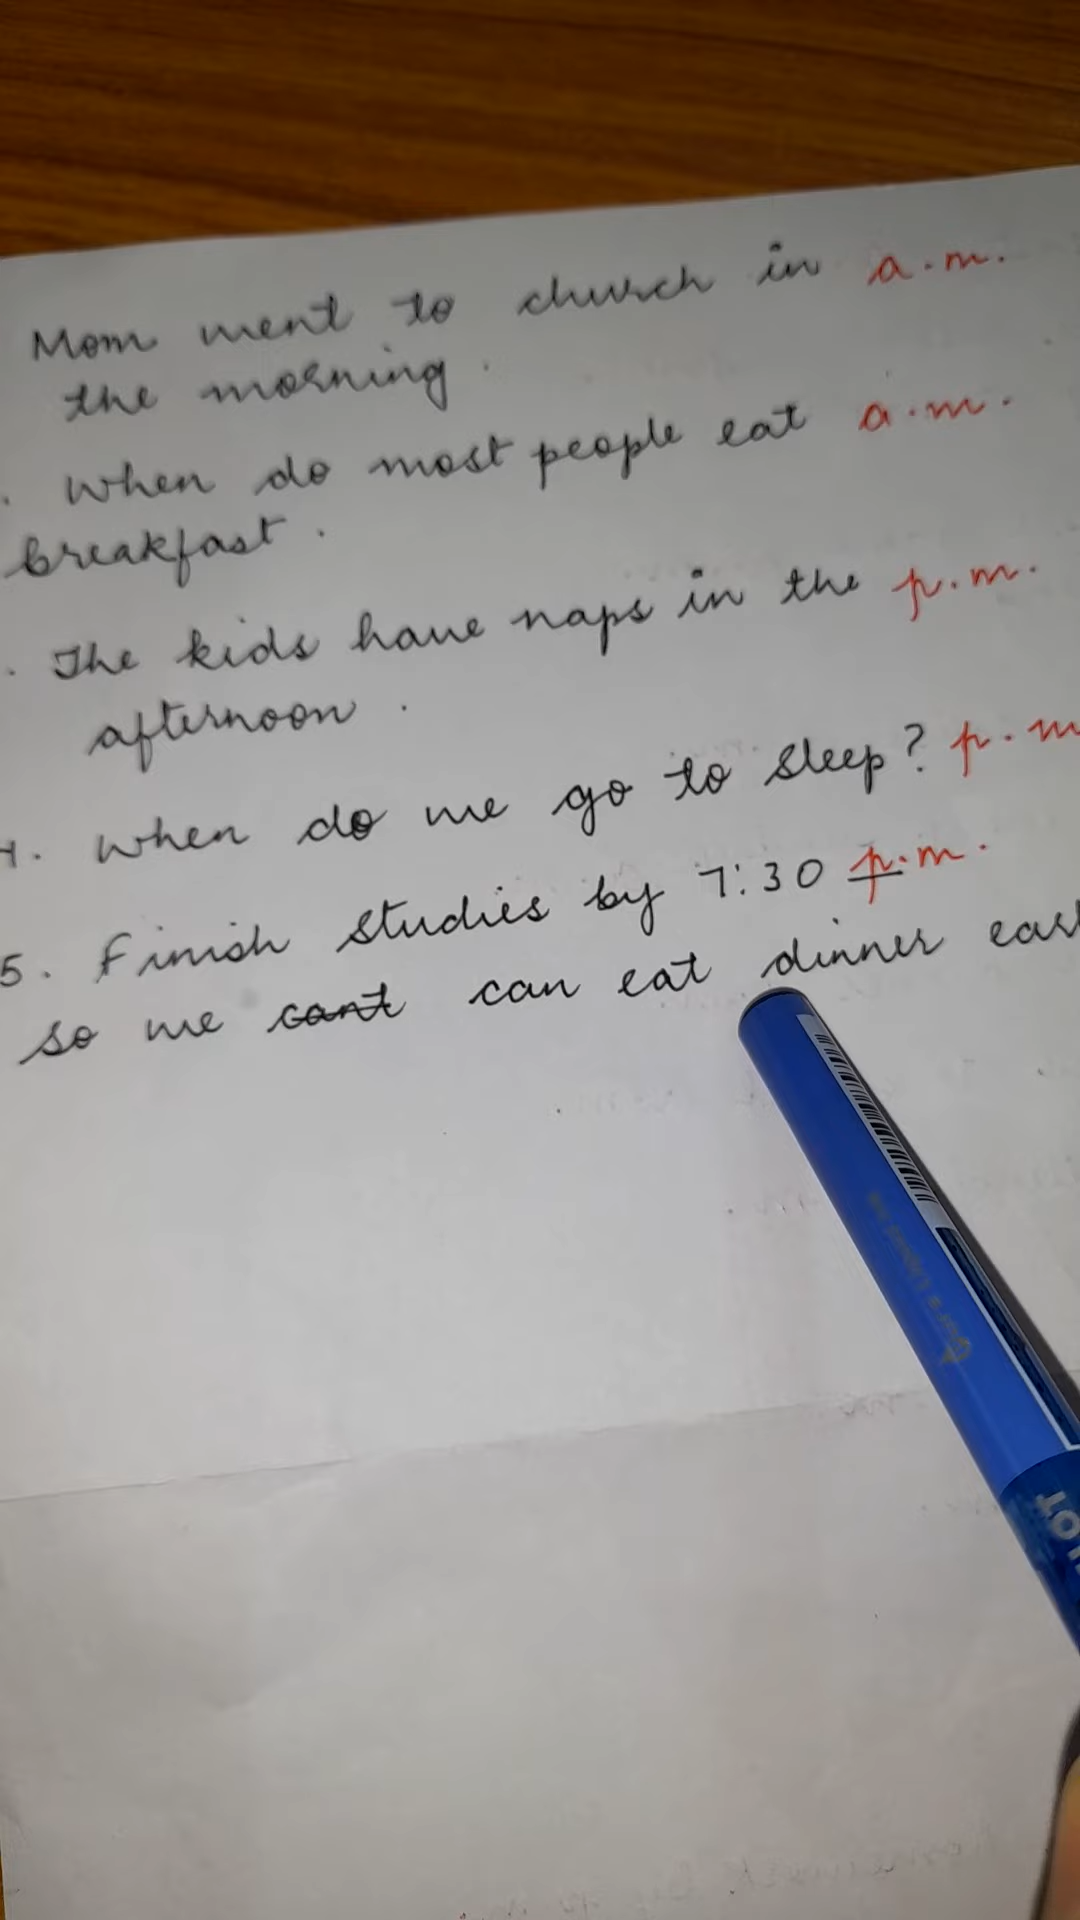 Mom went to church in a.m.
the morning.
. When do most people eat a.m.
breakfast.
. The kids have naps in the p.m.
afternoon.
4. When do we go to sleep? p.m
5. Finish studies by 7:30 p.m.
so we cant can eat dinner earl